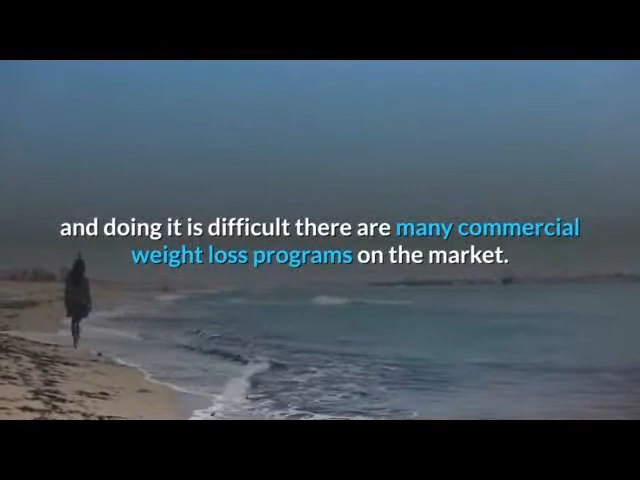 and doing it is difficult there are many commercial
weight loss programs on the market.